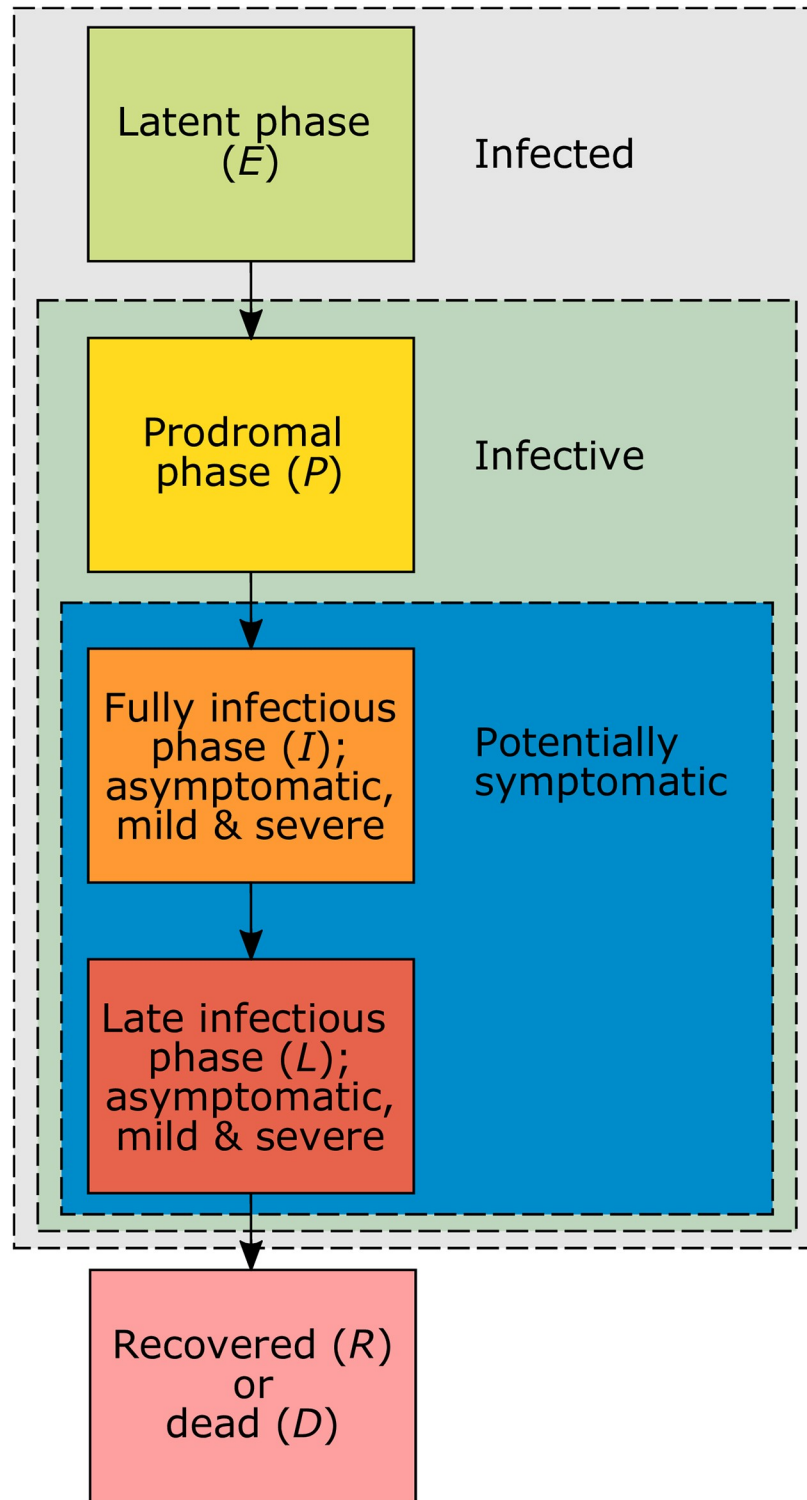 Latent phase
(E)
Infected
Prodromal
phase (P)
Infective
Fully infectious
phase (I);
asymptomatic,
mild & severe
Potentially
symptomatic
Late infectious
phase (L);
asymptomatic,
mild & severe
Recovered (R)
or
dead (D)